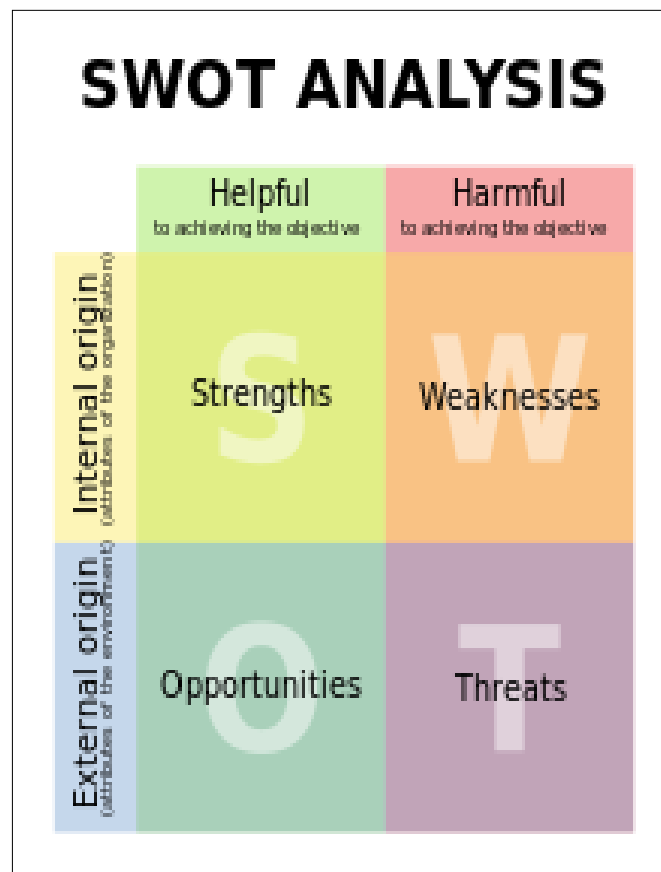 SWOT ANALYSIS
Helpful
to achieving the objective
Harmful
to achieving the objective
Internal origin
(attributes of the organization)
S
Strengths
W
Weaknesses
External origin
(attributes of the environment)
O
Opportunities
T
Threats